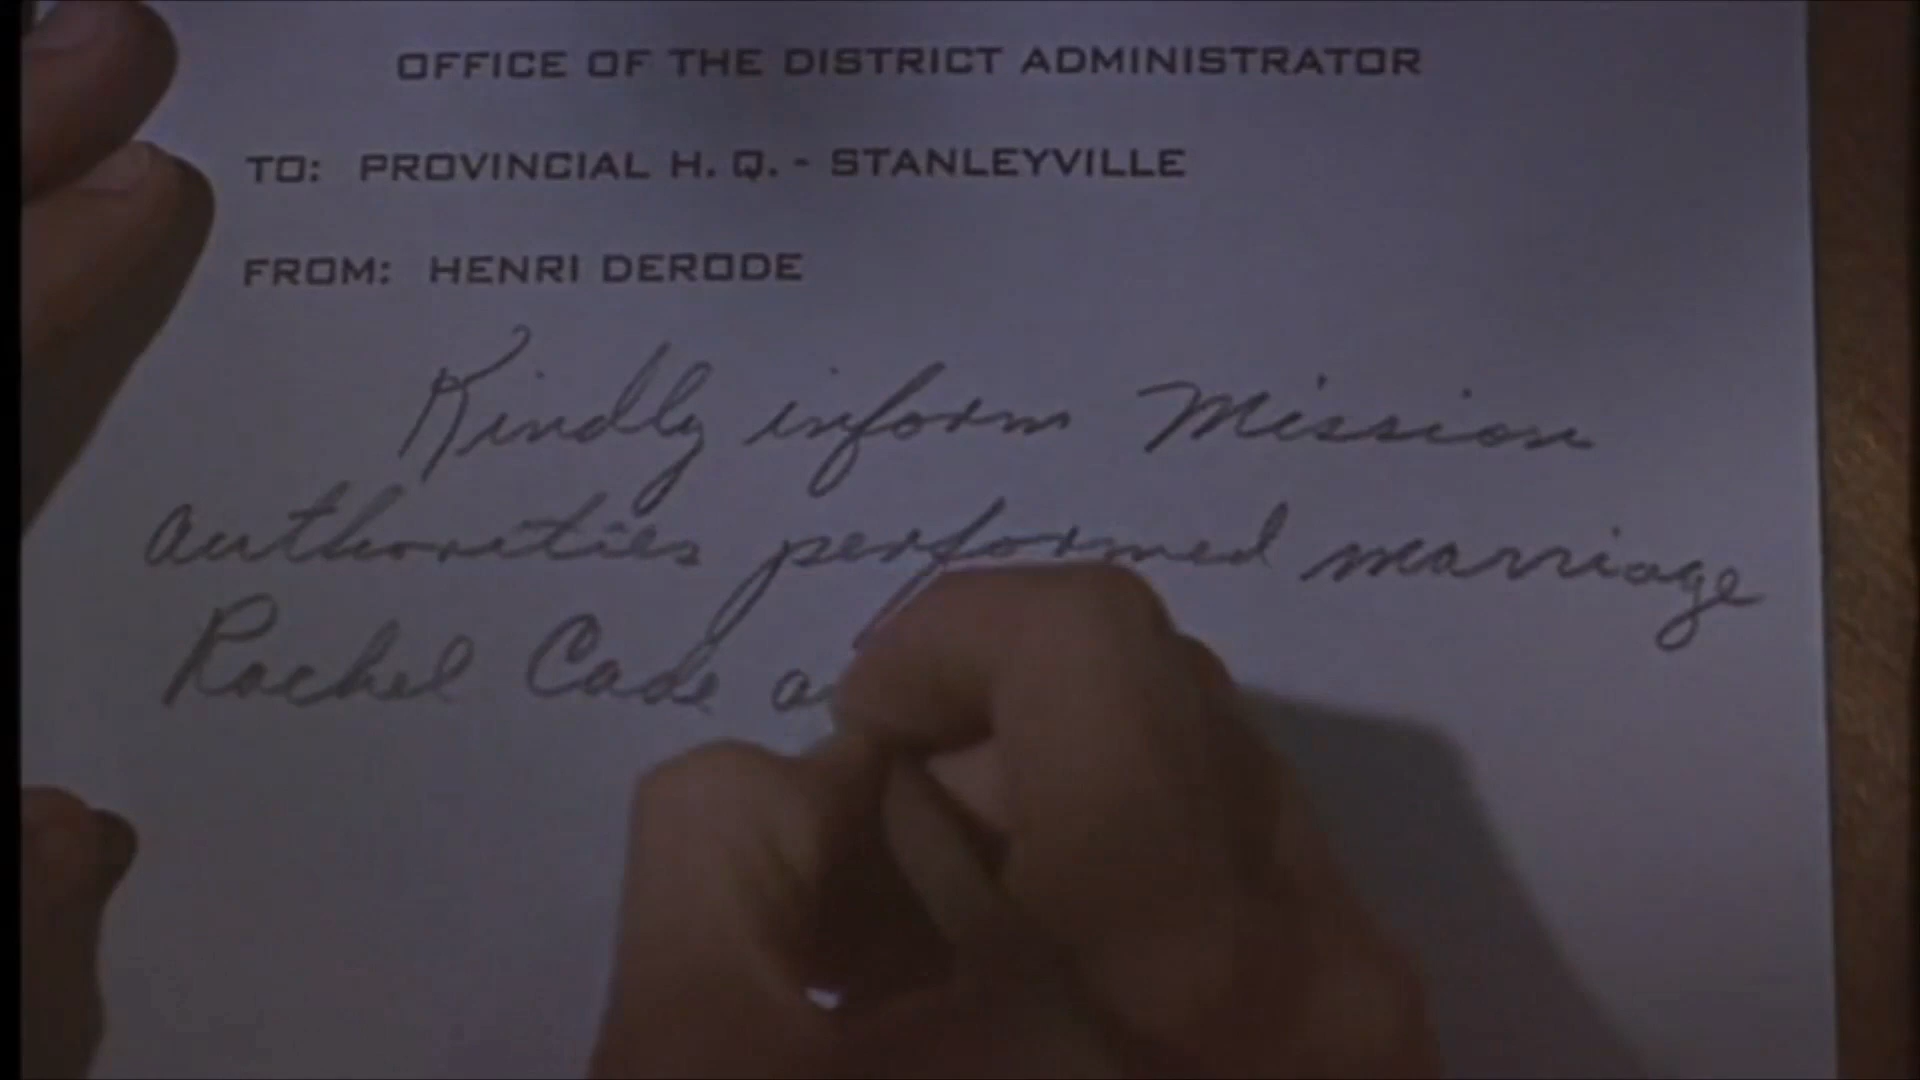 OFFICE OF THE DISTRICT ADMINISTRATOR
TO: PROVINCIAL H. Q. - STANLEYVILLE
FROM: HENRI DERODE
Kindly inform Mission
authorities performed marriage
Rachel Cade